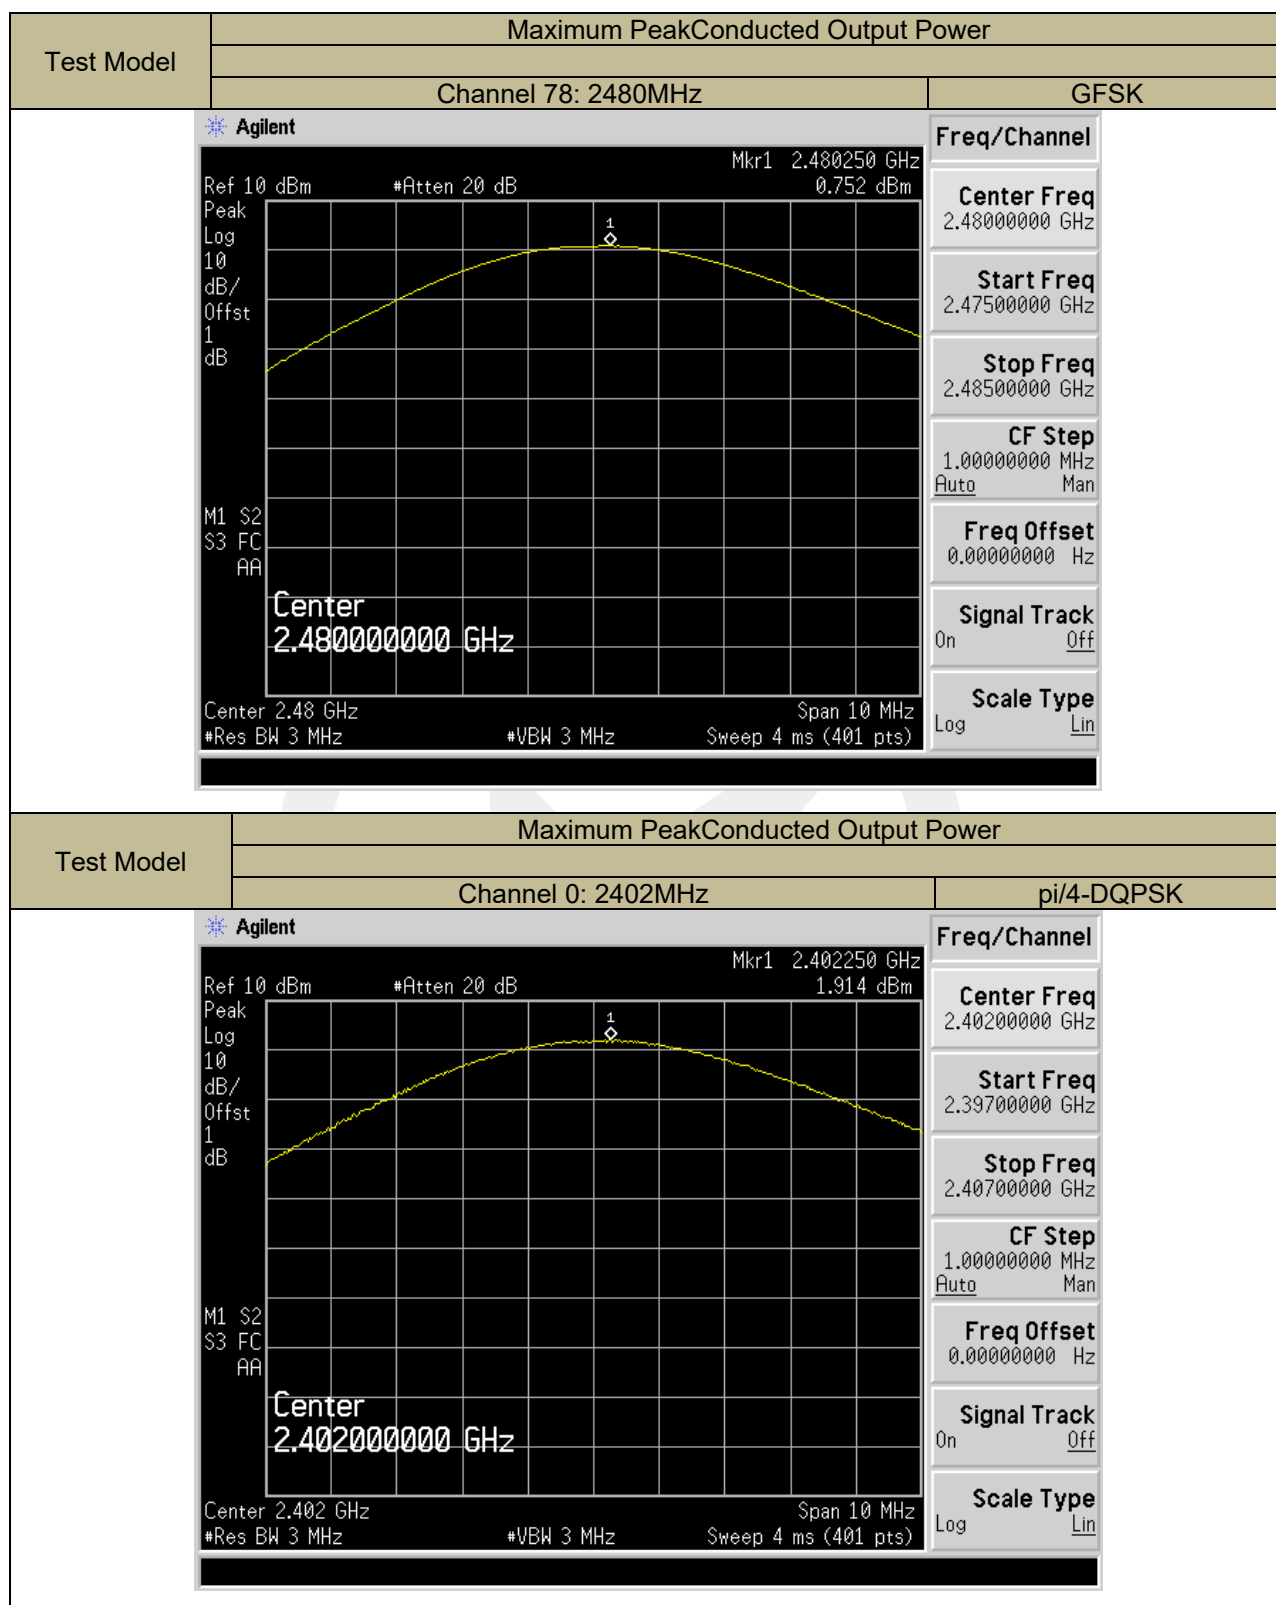 Test Model
Maximum PeakConducted Output Power
Channel 78: 2480MHz
GFSK
Agilent
Mkr1 2.480250 GHz
Ref 10 dBm #Atten 20 dB 0.752 dBm
Peak
Log
10
dB/
Offst
1
dB
1
M1 S2
S3 FC
AA
Center
2.480000000 GHz
Center 2.48 GHz Span 10 MHz
#Res BW 3 MHz #VBW 3 MHz Sweep 4 ms (401 pts)
Freq/Channel
Center Freq
2.48000000 GHz
Start Freq
2.47500000 GHz
Stop Freq
2.48500000 GHz
CF Step
1.00000000 MHz
Auto Man
Freq Offset
0.00000000 Hz
Signal Track
On Off
Scale Type
Log Lin
Test Model
Maximum PeakConducted Output Power
Channel 0: 2402MHz
pi/4-DQPSK
Agilent
Mkr1 2.402250 GHz
Ref 10 dBm #Atten 20 dB 1.914 dBm
Peak
Log
10
dB/
Offst
1
dB
1
M1 S2
S3 FC
AA
Center
2.402000000 GHz
Center 2.402 GHz Span 10 MHz
#Res BW 3 MHz #VBW 3 MHz Sweep 4 ms (401 pts)
Freq/Channel
Center Freq
2.40200000 GHz
Start Freq
2.39700000 GHz
Stop Freq
2.40700000 GHz
CF Step
1.00000000 MHz
Auto Man
Freq Offset
0.00000000 Hz
Signal Track
On Off
Scale Type
Log Lin